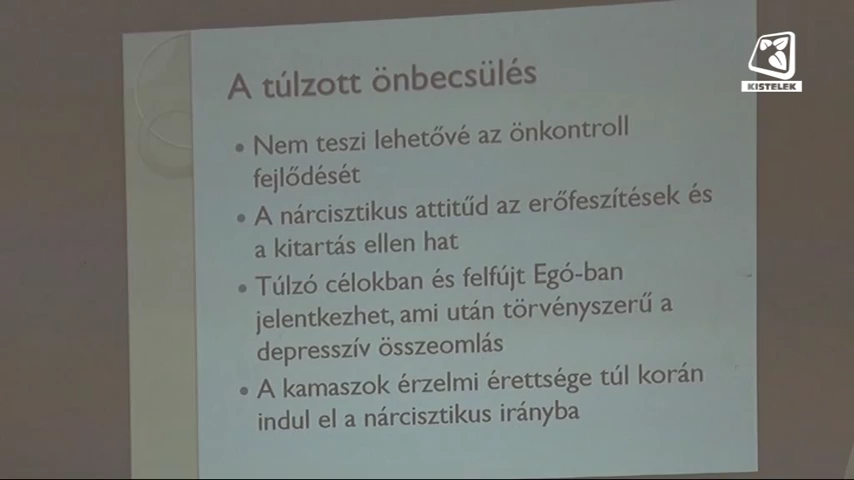 KISTELEK
A túlzott önbecsülés
• Nem teszi lehetővé az önkontroll
fejlődését
• A nárcisztikus attitűd az erőfeszítések és
a kitartás ellen hat
• Túlzó célokban és felfújt Egó-ban
jelentkezhet, ami után törvényszerű a
depresszív összeomlás
• A kamaszok érzelmi érettsége túl korán
indul el a nárcisztikus irányba